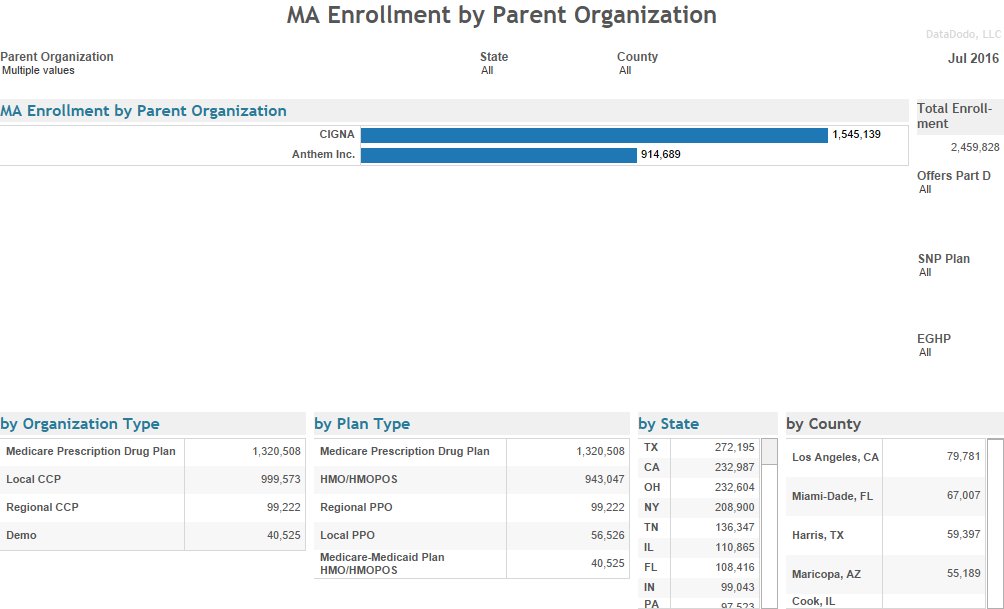 MA Enrollment by Parent Organization
DataDodo, LLC
Parent Organization
Multiple values
State
All
County
All
Jul 2016
MA Enrollment by Parent Organization
CIGNA 1,545,139
Anthem Inc. 914,689
Total Enroll-
ment
2,459,828
Offers Part D
All
SNP Plan
All
EGHP
All
by Organization Type
Medicare Prescription Drug Plan 1,320,508
Local CCP 999,573
Regional CCP 99,222
Demo 40,525
by Plan Type
Medicare Prescription Drug Plan 1,320,508
HMO/HMOPOS 943,047
Regional PPO 99,222
Local PPO 56,526
Medicare-Medicaid Plan
HMO/HMOPOS 40,525
by State
TX 272,195
CA 232,987
OH 232,604
NY 208,900
TN 136,347
IL 110,865
FL 108,416
IN 99,043
PA 97,523
by County
Los Angeles, CA 79,781
Miami-Dade, FL 67,007
Harris, TX 59,397
Maricopa, AZ 55,189
Cook, IL